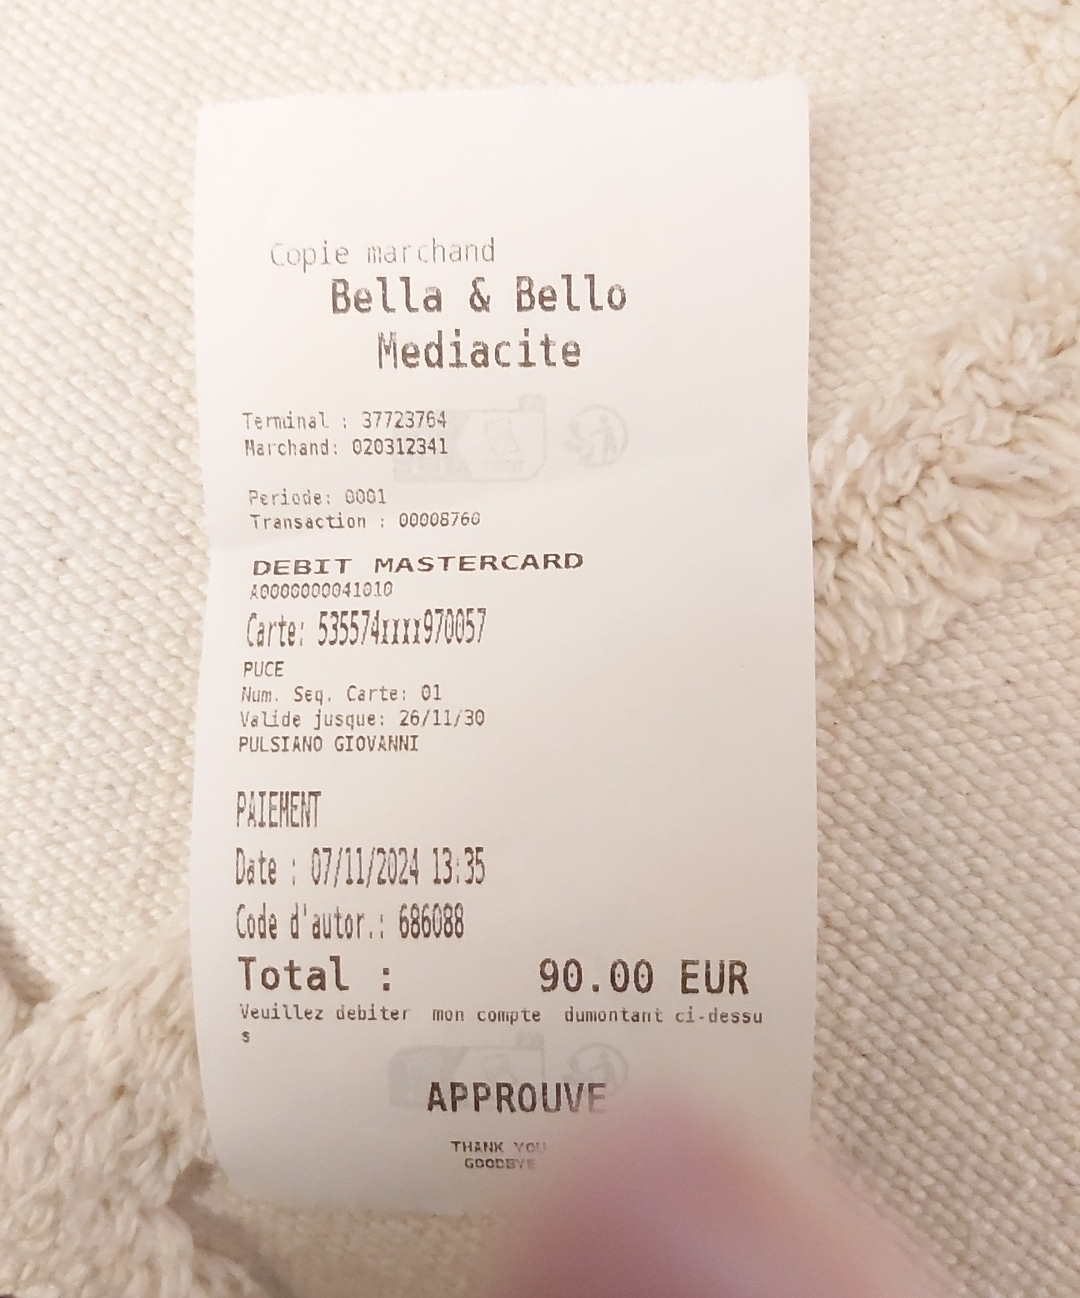 Copie marchand
Bella & Bello
Mediacite
Terminal : 37723764
Marchand: 020312341
Periode: 0001
Transaction : 00008760
DEBIT MASTERCARD
A0000000041010
Carte: 535574xxxx970057
PUCE
Num. Seq. Carte: 01
Valide jusque: 26/11/30
PULSIANO GIOVANNI
PAIEMENT
Date : 07/11/2024 13:35
Code d'autor.: 686088
Total : 90.00 EUR
Veuillez debiter mon compte dumontant ci-dessu
s
APPROUVE
THANK YOU
GOODBYE